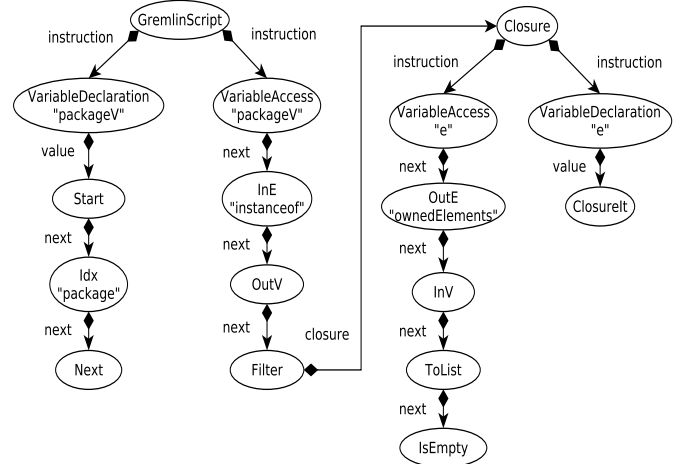 GremlinScript
Closure
instruction
instruction
instruction
instruction
VariableDeclaration
"packageV"
VariableAccess
"packageV"
VariableAccess
"e"
VariableDeclaration
"e"
value
next
next
value
Start
InE
"instanceof"
OutE
"ownedElements"
ClosureIt
next
next
next
Idx
"package"
OutV
InV
next
next
closure
next
Next
Filter
ToList
next
IsEmpty